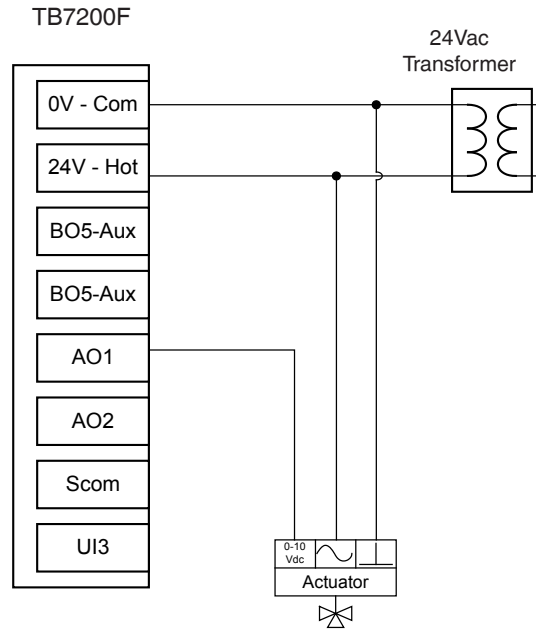 TB7200F
24Vac
Transformer
0V - Com
24V - Hot
BO5-Aux
BO5-Aux
AO1
AO2
Scom
UI3
0-10
Vdc
Actuator